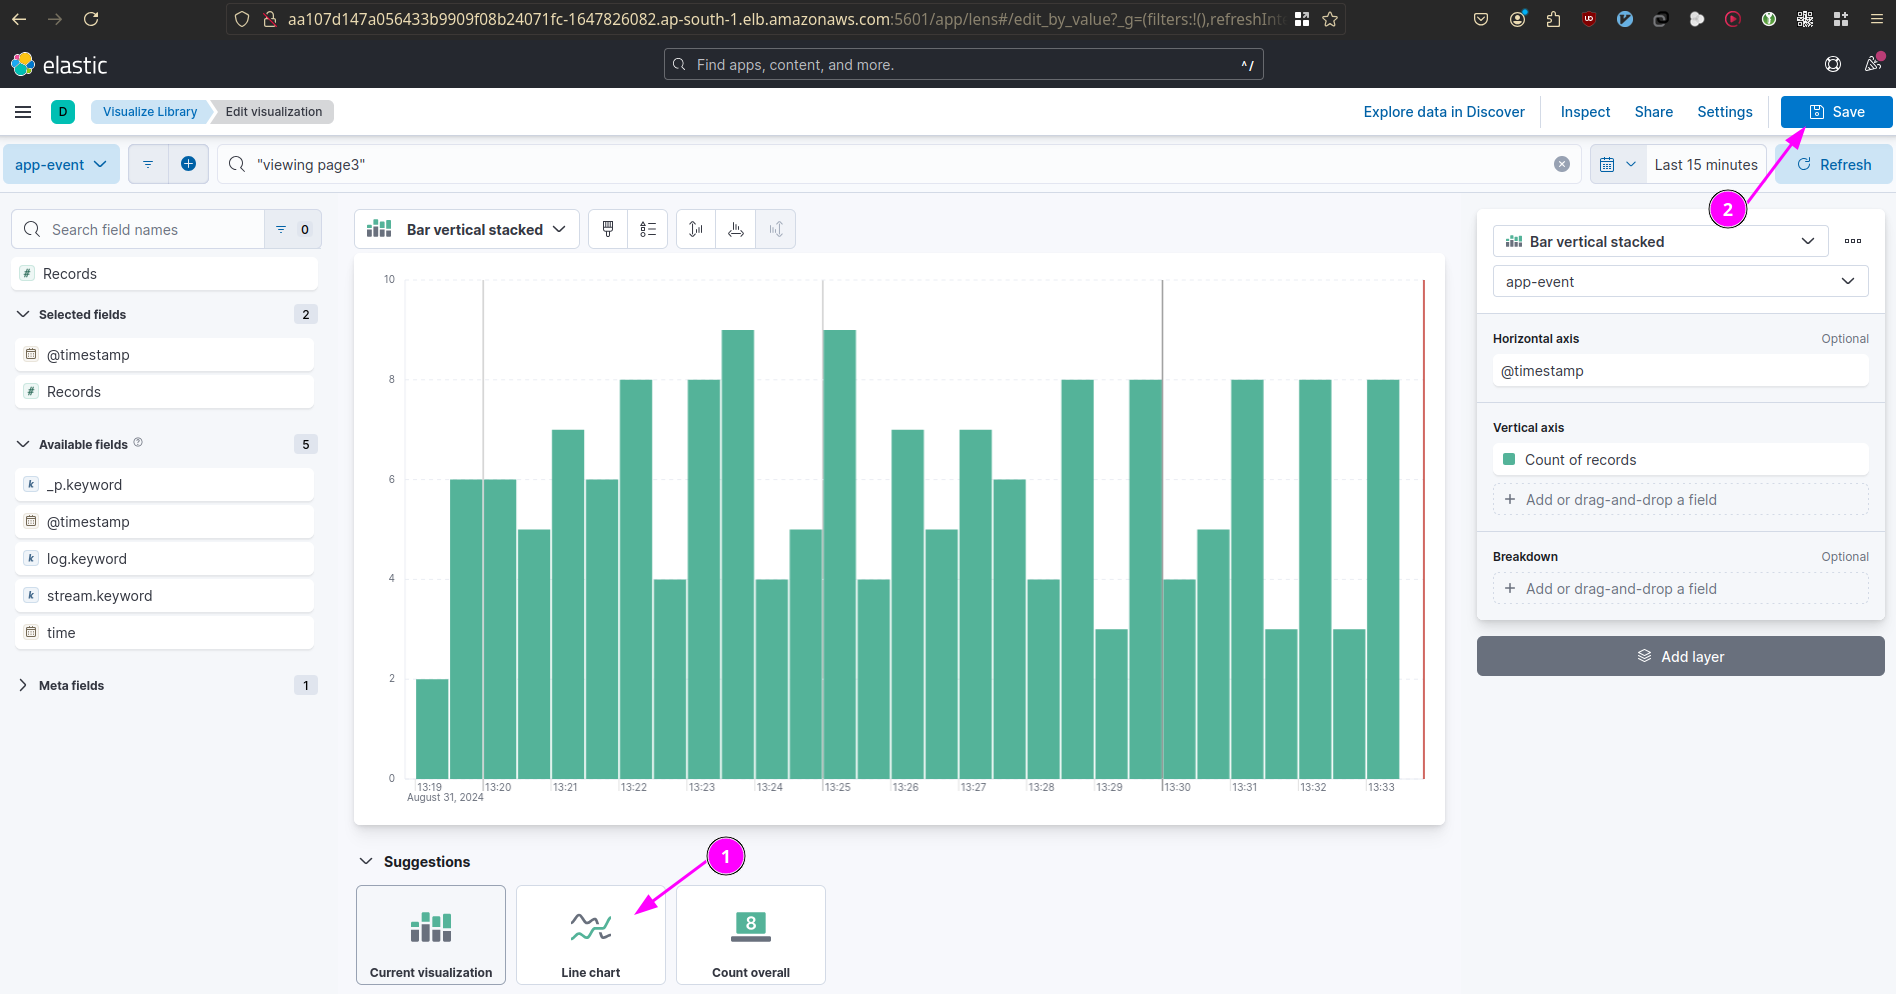 aa107d147a056433b9909f08b24071fc-1647826082.ap-south-1.elb.amazonaws.com:5601/app/lens#/edit_by_value?_g=(filters:!(),refreshInt
elastic
Find apps, content, and more.
^/
D
Visualize Library
Edit visualization
Explore data in Discover
Inspect
Share
Settings
Save
app-event
"viewing page3"
Last 15 minutes
Refresh
2
Search field names
0
Records
Selected fields
2
@timestamp
Records
Available fields
5
k _p.keyword
@timestamp
k log.keyword
k stream.keyword
time
Meta fields
1
Bar vertical stacked
10
8
6
4
2
0
13:19
13:20
13:21
13:22
13:23
13:24
13:25
13:26
13:27
13:28
13:29
13:30
13:31
13:32
13:33
August 31, 2024
Suggestions
1
Current visualization
Line chart
8
Count overall
Bar vertical stacked
app-event
Horizontal axis
Optional
@timestamp
Vertical axis
Count of records
Add or drag-and-drop a field
Breakdown
Optional
Add or drag-and-drop a field
Add layer